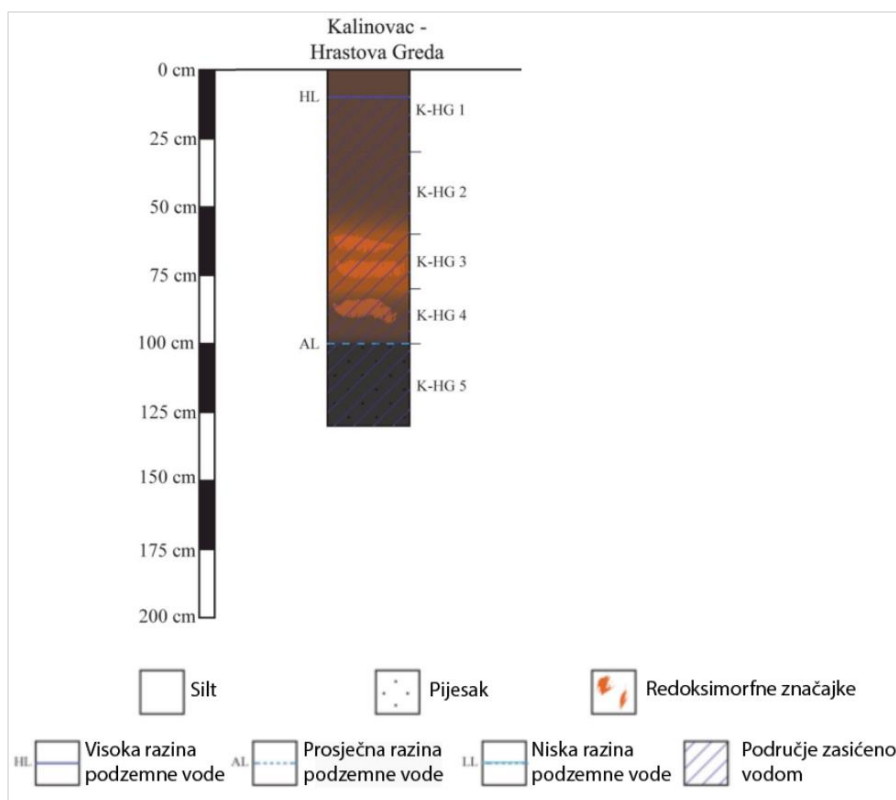 Kalinovac -
Hrastova Greda
0 cm
HL
K-HG 1
25 cm
K-HG 2
50 cm
K-HG 3
75 cm
K-HG 4
100 cm
AL
K-HG 5
125 cm
150 cm
175 cm
200 cm
Silt
Pijesak
Redoksimorfne značajke
HL
Visoka razina
podzemne vode
AL
Prosječna razina
podzemne vode
LL
Niska razina
podzemne vode
Područje zasićeno
vodom